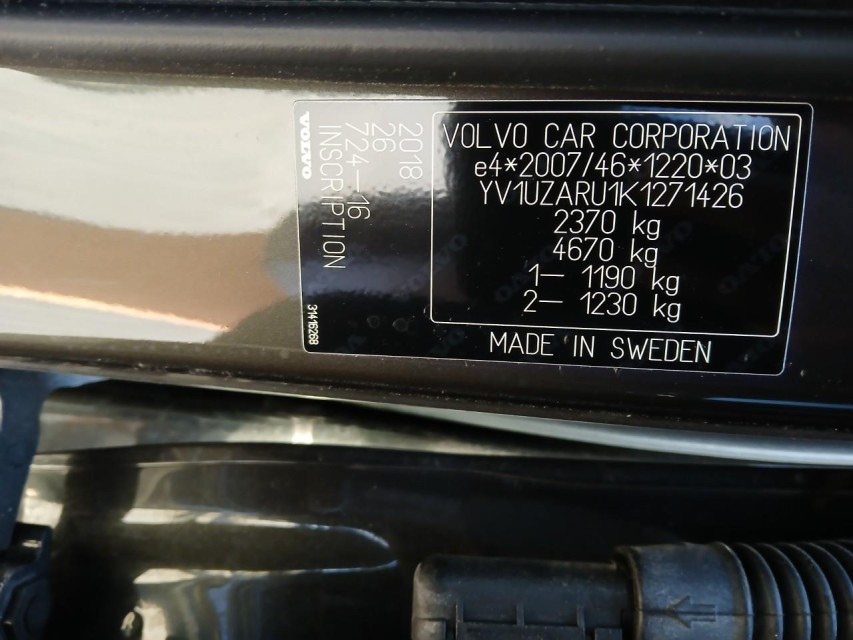 VOLVO CAR CORPORATION
e4*2007/46*1220*03
YV1UZARU1K1271426
2370 kg
4670 kg
1— 1190 kg
2— 1230 kg
MADE IN SWEDEN
2018
26
724—16
INSCRIPTION
VOLVO
31416268